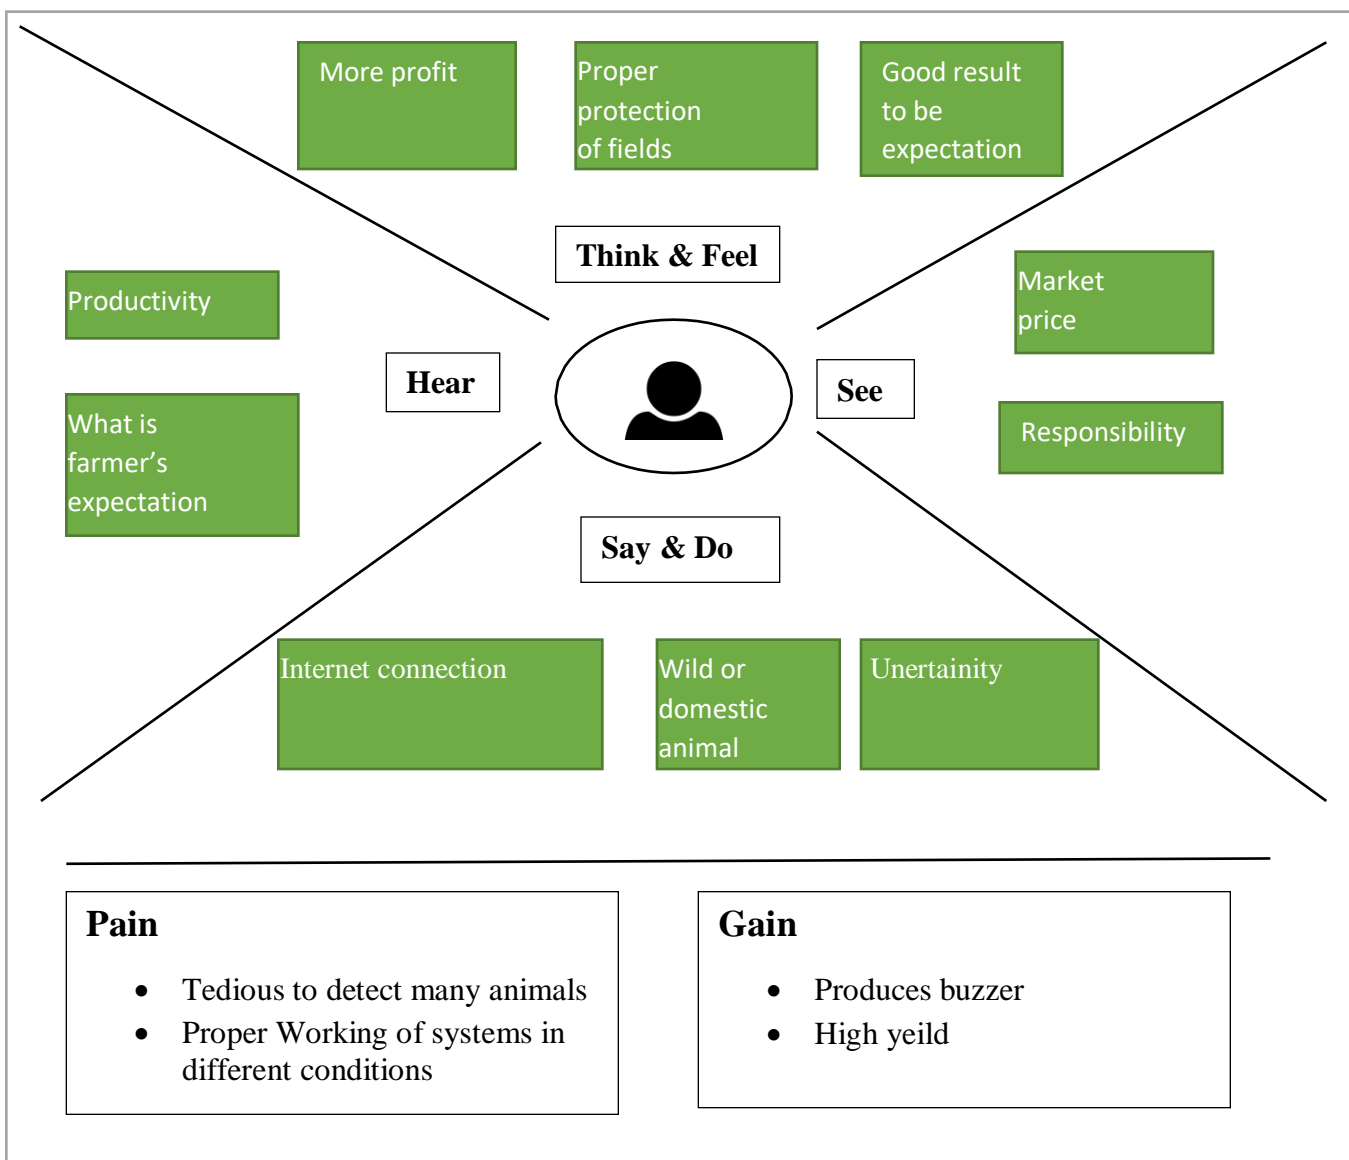 More profit
Proper
protection
of fields
Good result
to be
expectation
Think & Feel
Productivity
What is
farmer’s
expectation
Hear
See
Market
price
Responsibility
Say & Do
Internet connection
Wild or
domestic
animal
Unertainity
Pain
• Tedious to detect many animals
• Proper Working of systems in
different conditions
Gain
• Produces buzzer
• High yeild